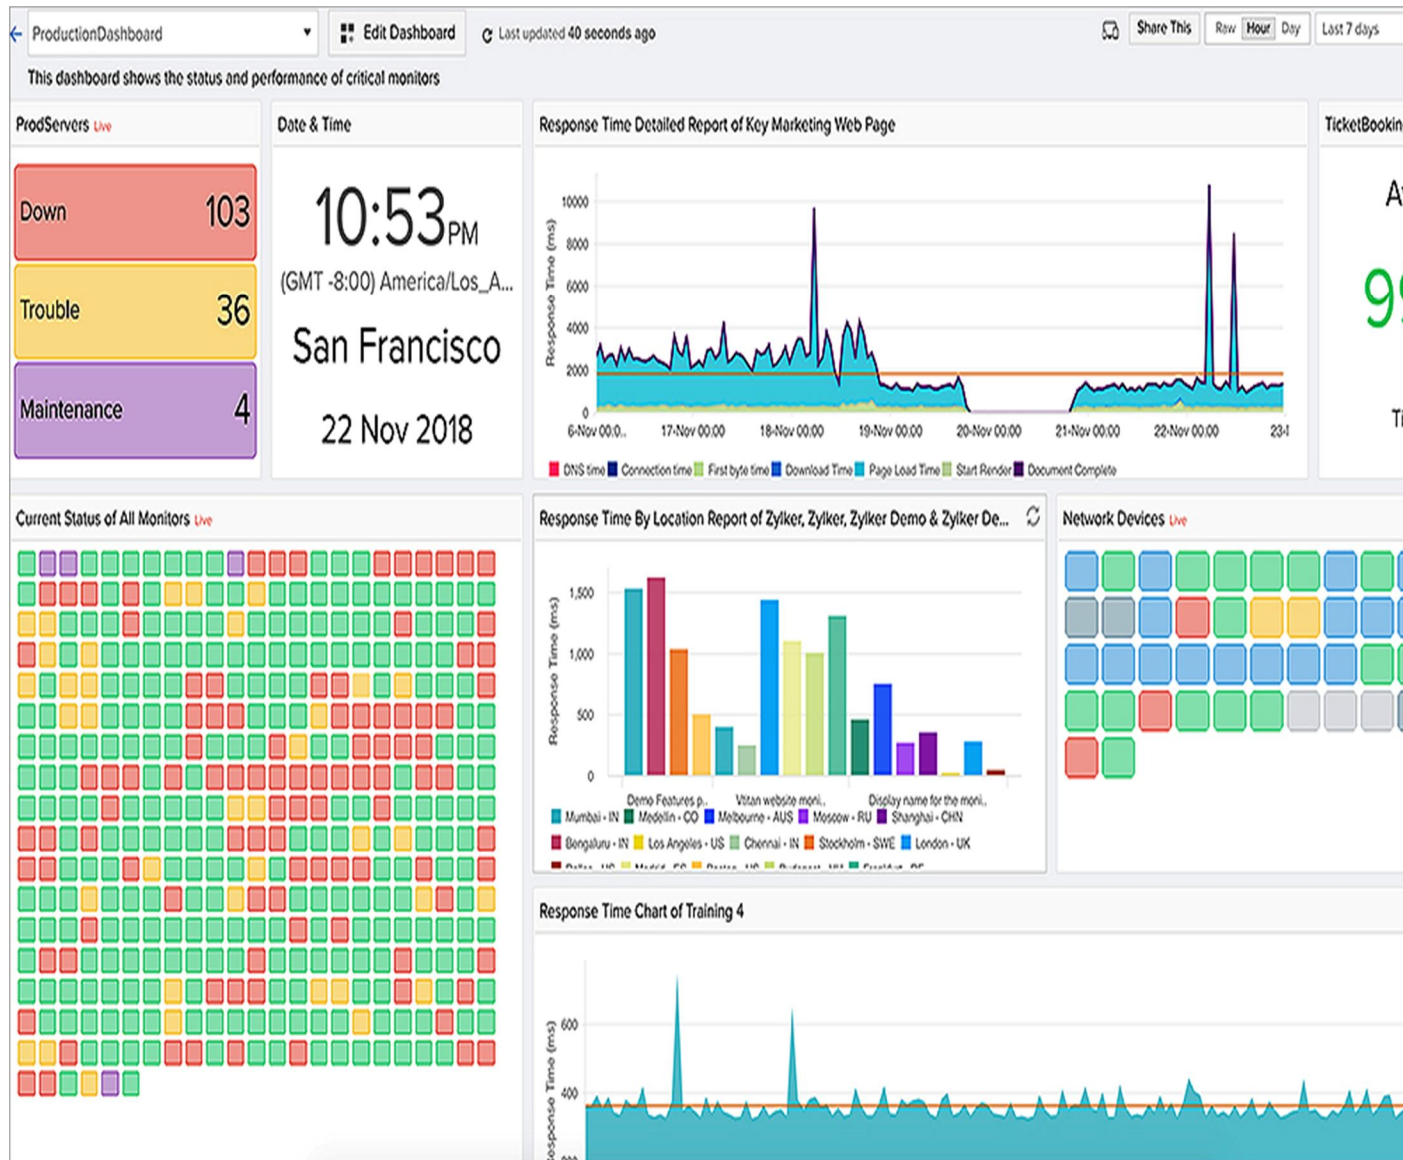 ProductionDashboard
Edit Dashboard
Last updated 40 seconds ago
Share This
Raw Hour Day
Last 7 days
This dashboard shows the status and performance of critical monitors
ProdServers Live
Down 103
Trouble 36
Maintenance 4
Date & Time
10:53PM
(GMT -8:00) America/Los_A...
San Francisco
22 Nov 2018
Response Time Detailed Report of Key Marketing Web Page
Response Time (ms)
10000
8000
6000
4000
2000
0
6-Nov 00:0.. 17-Nov 00:00 18-Nov 00:00 19-Nov 00:00 20-Nov 00:00 21-Nov 00:00 22-Nov 00:00
DNS time Connection time First byte time Download Time Page Load Time Start Render Document Complete
TicketBooking
Current Status of All Monitors Live
Response Time By Location Report of Zylker, Zylker, Zylker Demo & Zylker De...
Response Time (ms)
1,500
1,000
500
0
Demo Features p.. Vtitan website moni.. Display name for the moni..
Mumbai - IN Medellin - CO Melbourne - AUS Moscow - RU Shanghai - CHN
Bengaluru - IN Los Angeles - US Chennai - IN Stockholm - SWE London - UK
Network Devices Live
Response Time Chart of Training 4
Response Time (ms)
600
400